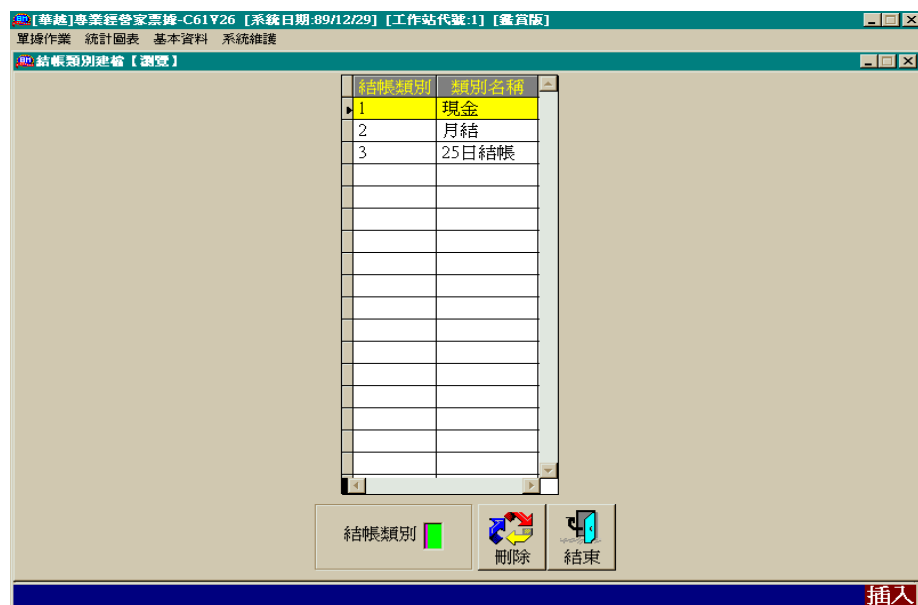 [華越]專業經營家票據-C61Y26 [系統日期:89/12/29] [工作站代號:1] [鑑賞版]
單據作業 統計圖表 基本資料 系統維護
結帳類別建檔【瀏覽】
結帳類別 類別名稱
1 現金
2 月結
3 25日結帳
結帳類別
刪除 結束
插入